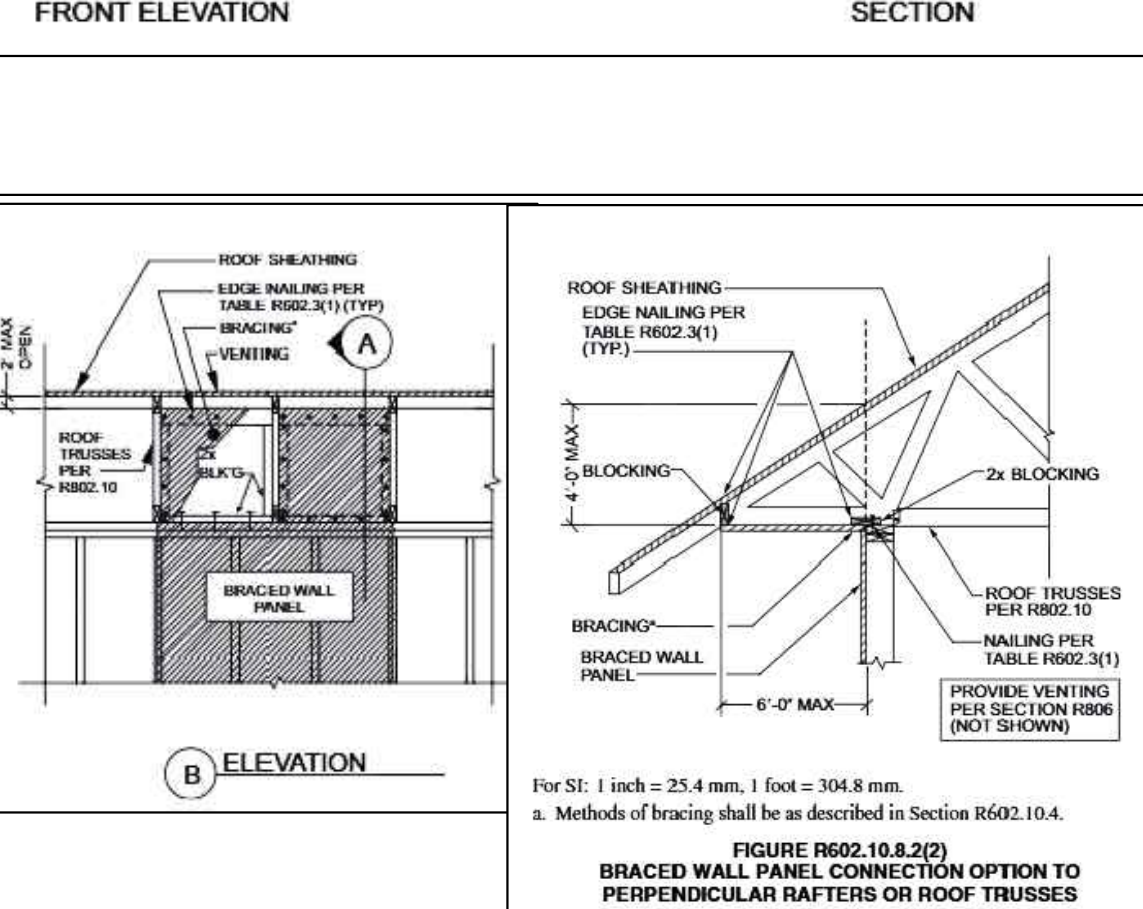 FRONT ELEVATION
SECTION
ROOF SHEATHING
EDGE NAILING PER
TABLE R602.3(1) (TYP)
BRACINGª
VENTING
A
2' MAX
OPEN
ROOF
TRUSSES
PER
R802.10
2x
BLK'G
BRACED WALL
PANEL
B
ELEVATION
ROOF SHEATHING
EDGE NAILING PER
TABLE R602.3(1)
(TYP.)
4'-0" MAX
BLOCKING
2x BLOCKING
ROOF TRUSSES
PER R802.10
BRACINGª
NAILING PER
TABLE R602.3(1)
BRACED WALL
PANEL
6'-0" MAX
PROVIDE VENTING
PER SECTION R806
(NOT SHOWN)
For SI: 1 inch = 25.4 mm, 1 foot = 304.8 mm.
a. Methods of bracing shall be as described in Section R602.10.4.
FIGURE R602.10.8.2(2)
BRACED WALL PANEL CONNECTION OPTION TO
PERPENDICULAR RAFTERS OR ROOF TRUSSES